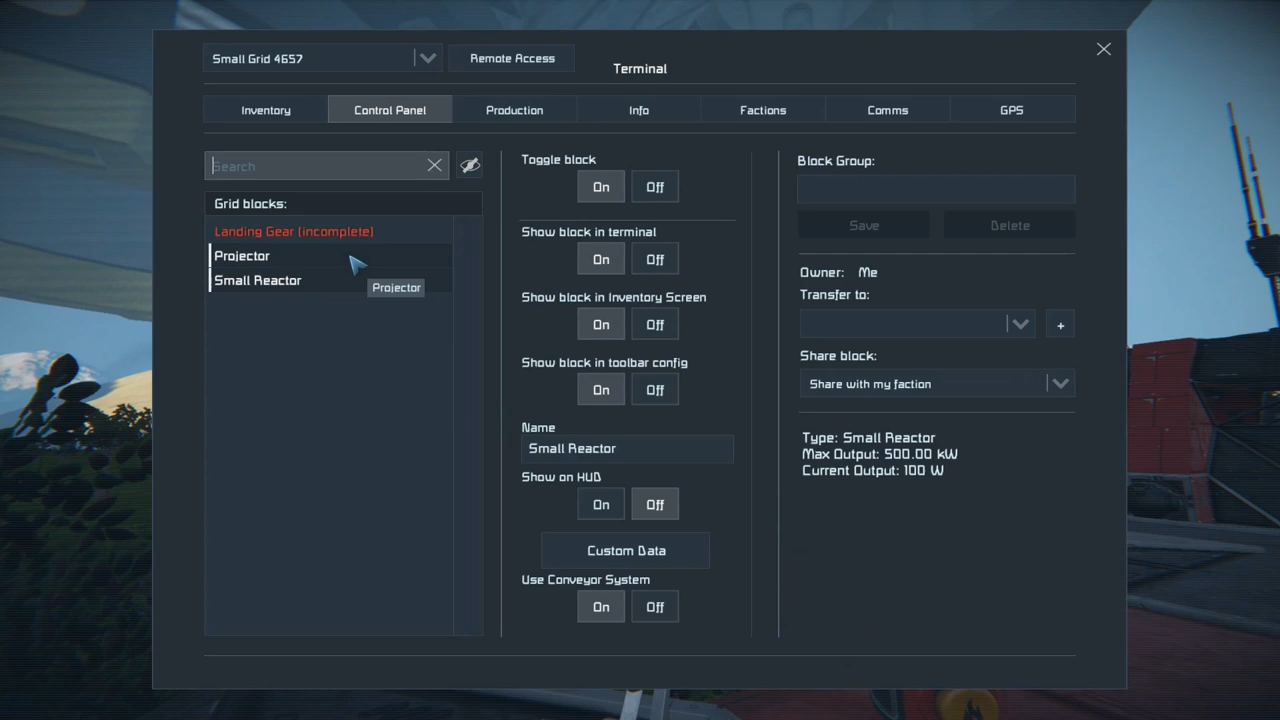 Small Grid 4657
Remote Access
Terminal
Inventory
Control Panel
Production
Info
Factions
Comms
GPS
Search
Grid blocks:
Landing Gear (incomplete)
Projector
Small Reactor
Projector
Toggle block
On Off
Show block in terminal
On Off
Show block in Inventory Screen
On Off
Show block in toolbar config
On Off
Name
Small Reactor
Show on HUD
On Off
Custom Data
Use Conveyor System
On Off
Block Group:
Save Delete
Owner: Me
Transfer to:
+
Share block:
Share with my faction
Type: Small Reactor
Max Output: 500.00 kW
Current Output: 100 W